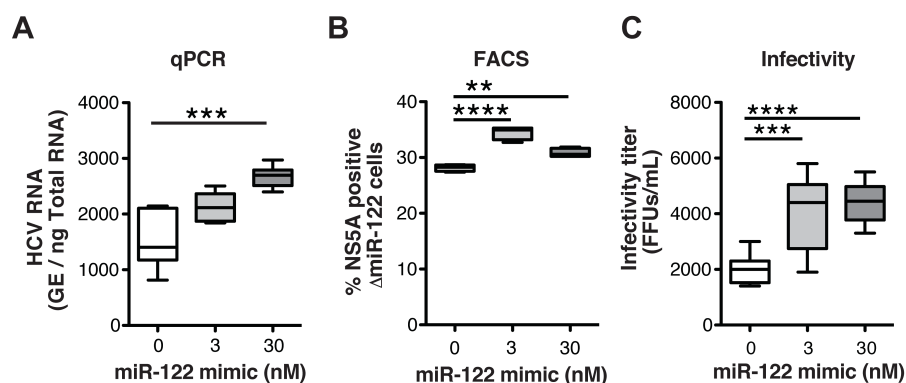 A
qPCR
HCV RNA
(GE / ng Total RNA)
4000
3000
2000
1000
0
***
0 3 30
miR-122 mimic (nM)
B
FACS
% NS5A positive
ΔmiR-122 cells
40
30
20
10
0
**
****
0 3 30
miR-122 mimic (nM)
C
Infectivity
Infectivity titer
(FFUs/mL)
8000
6000
4000
2000
0
****
***
0 3 30
miR-122 mimic (nM)